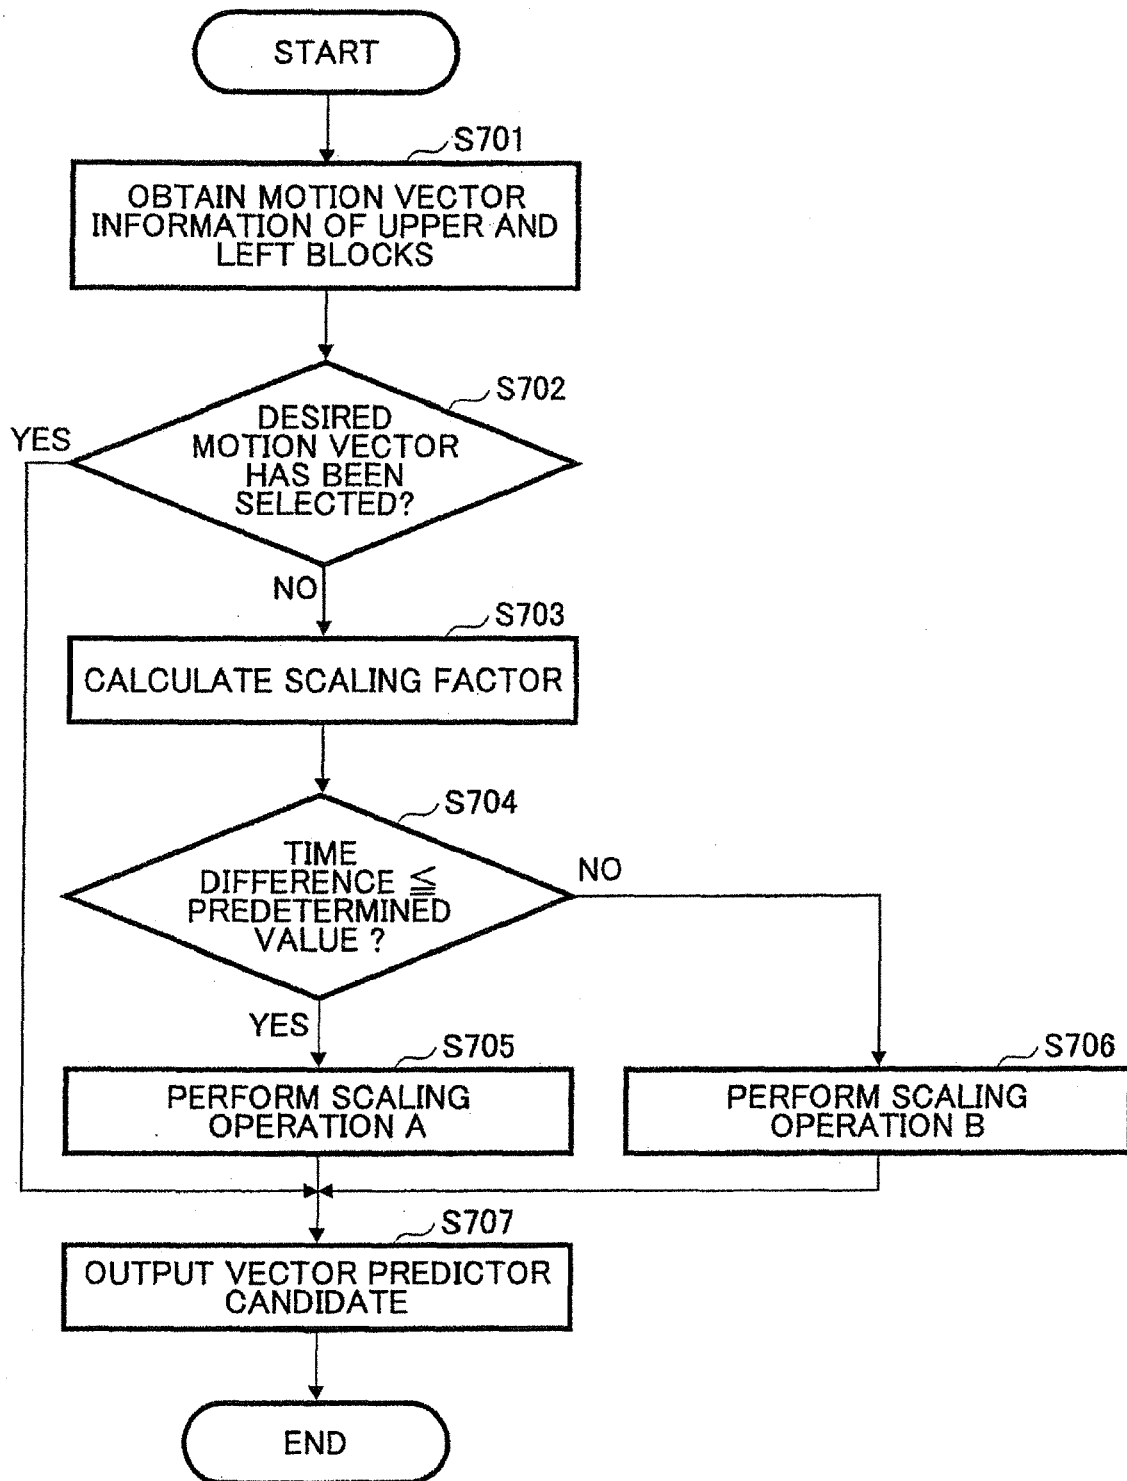 START
S701
OBTAIN MOTION VECTOR
INFORMATION OF UPPER AND
LEFT BLOCKS
S702
DESIRED
MOTION VECTOR
HAS BEEN
SELECTED?
YES
NO
S703
CALCULATE SCALING FACTOR
S704
TIME
DIFFERENCE ≦
PREDETERMINED
VALUE ?
NO
YES
S705
PERFORM SCALING
OPERATION A
S706
PERFORM SCALING
OPERATION B
S707
OUTPUT VECTOR PREDICTOR
CANDIDATE
END